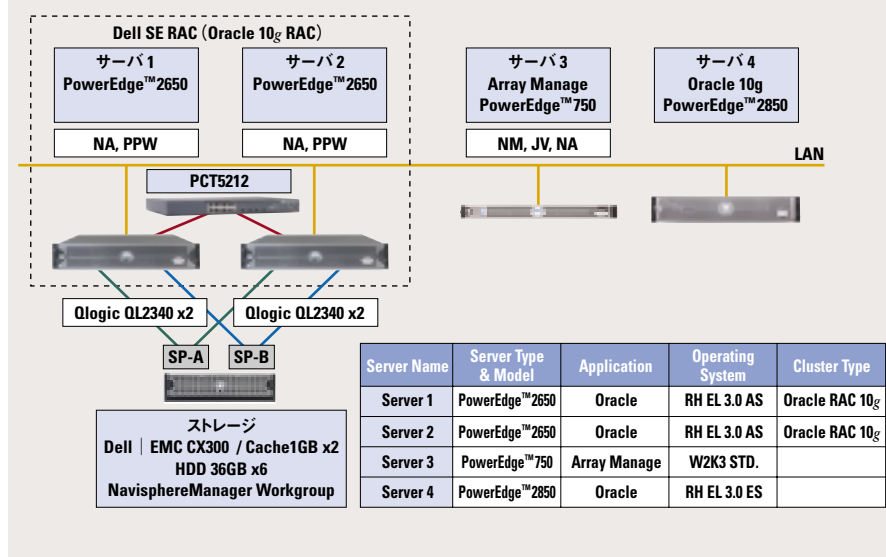 Dell SE RAC（Oracle 10g RAC）
サーバ 1
PowerEdge™2650
サーバ 2
PowerEdge™2650
サーバ 3
Array Manage
PowerEdge™750
サーバ 4
Oracle 10g
PowerEdge™2850
NA, PPW
NA, PPW
NM, JV, NA
LAN
PCT5212
Qlogic QL2340 x2
Qlogic QL2340 x2
SP-A
SP-B
ストレージ
Dell｜EMC CX300 / Cache1GB x2
HDD 36GB x6
NavisphereManager Workgroup
Server Name Server Type & Model Application Operating System Cluster Type
Server 1 PowerEdge™2650 Oracle RH EL 3.0 AS Oracle RAC 10g
Server 2 PowerEdge™2650 Oracle RH EL 3.0 AS Oracle RAC 10g
Server 3 PowerEdge™750 Array Manage W2K3 STD.
Server 4 PowerEdge™2850 Oracle RH EL 3.0 ES